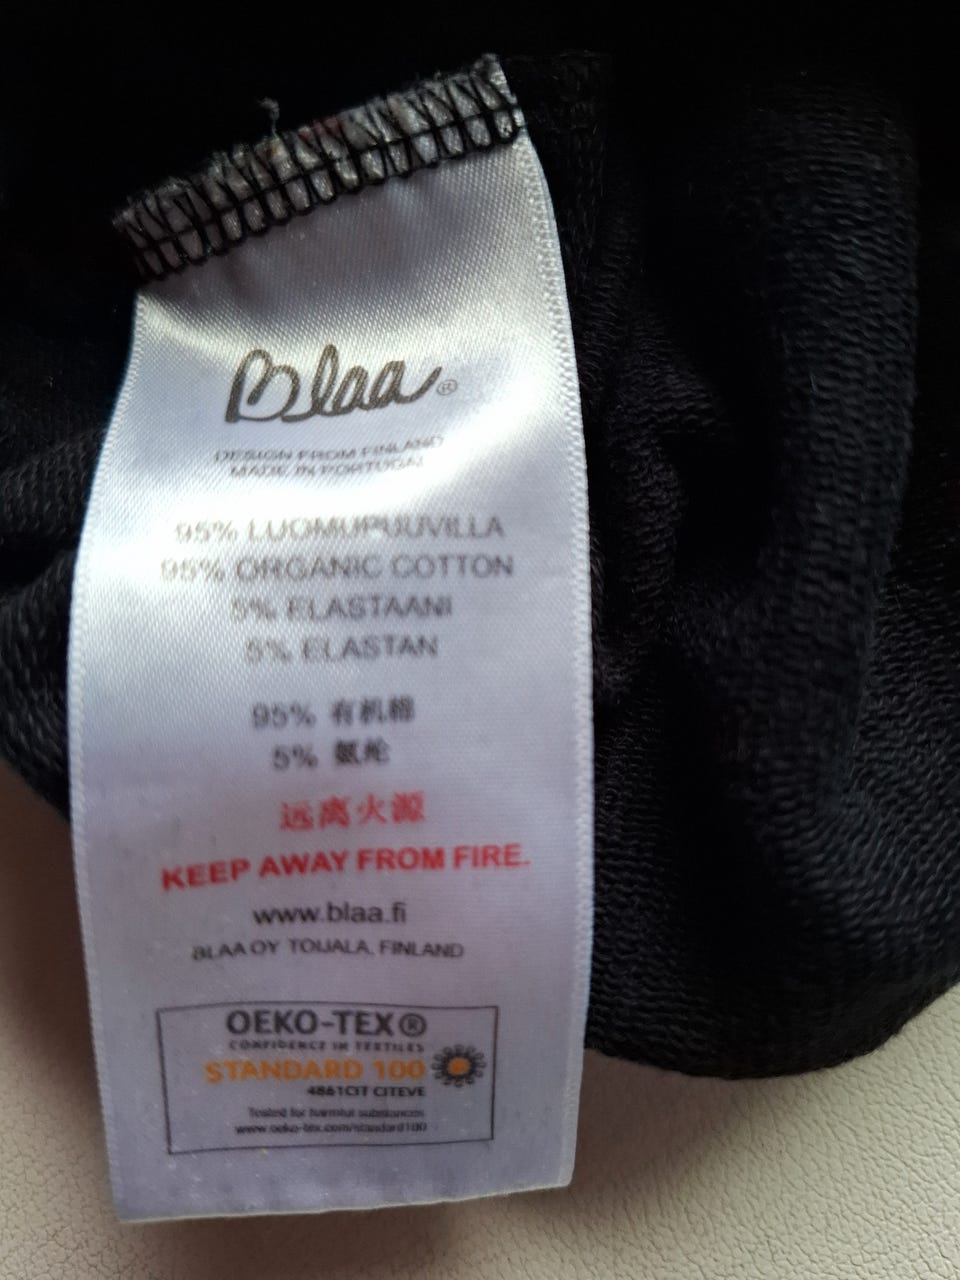 Blaa®
DESIGN FROM FINLAND
MADE IN PORTUGAL
95% LUOMUPUUVILLA
95% ORGANIC COTTON
5% ELASTAANI
5% ELASTAN
95% 有机棉
5% 氨纶
远离火源
KEEP AWAY FROM FIRE.
www.blaa.fi
BLAA OY TOIJALA, FINLAND
OEKO-TEX®
CONFIDENCE IN TEXTILES
STANDARD 100
4861CIT CITEVE
Tested for harmful substances
www.oeko-tex.com/standard100